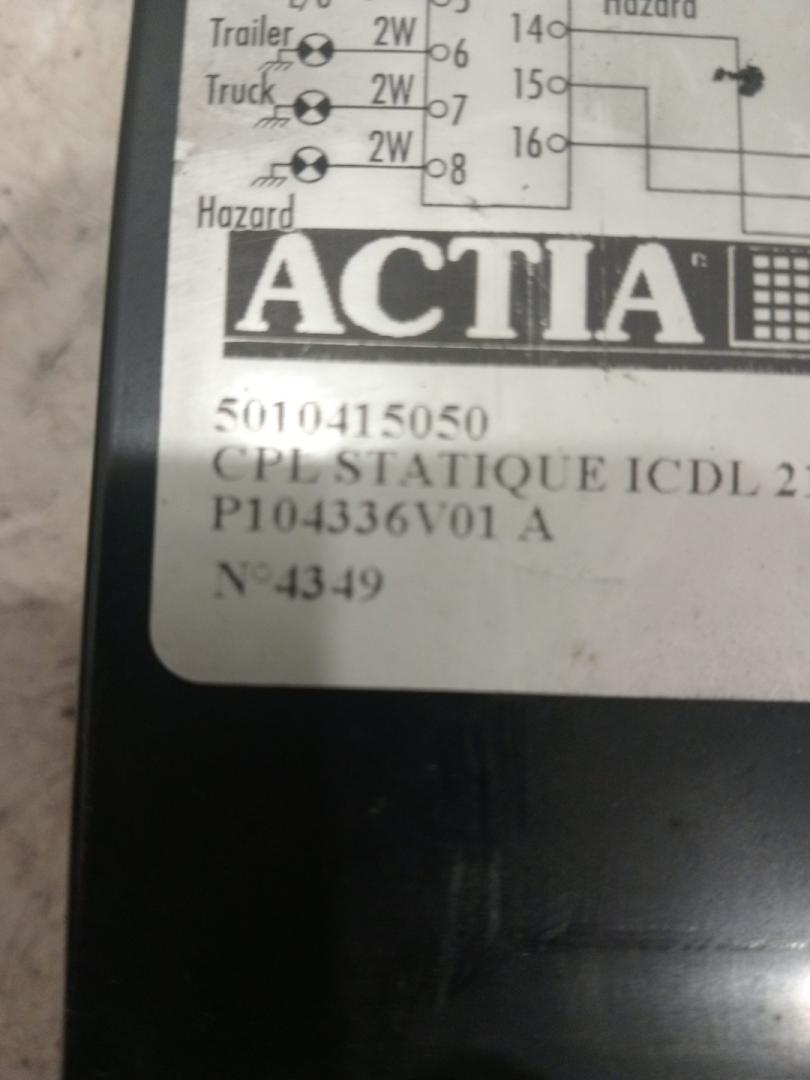 Hazard
Trailer 2W 6 14
Truck 2W 7 15
2W 8 16
Hazard
ACTIA
5010415050
CPL STATIQUE ICDL
P104336V01 A
N°4349